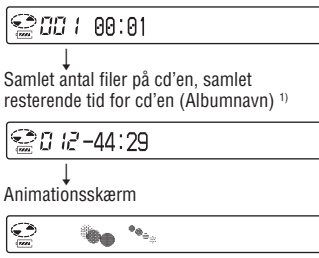 001 00:01
Samlet antal filer på cd'en, samlet
resterende tid for cd'en (Albumnavn) 1)
012-44:29
Animationsskærm